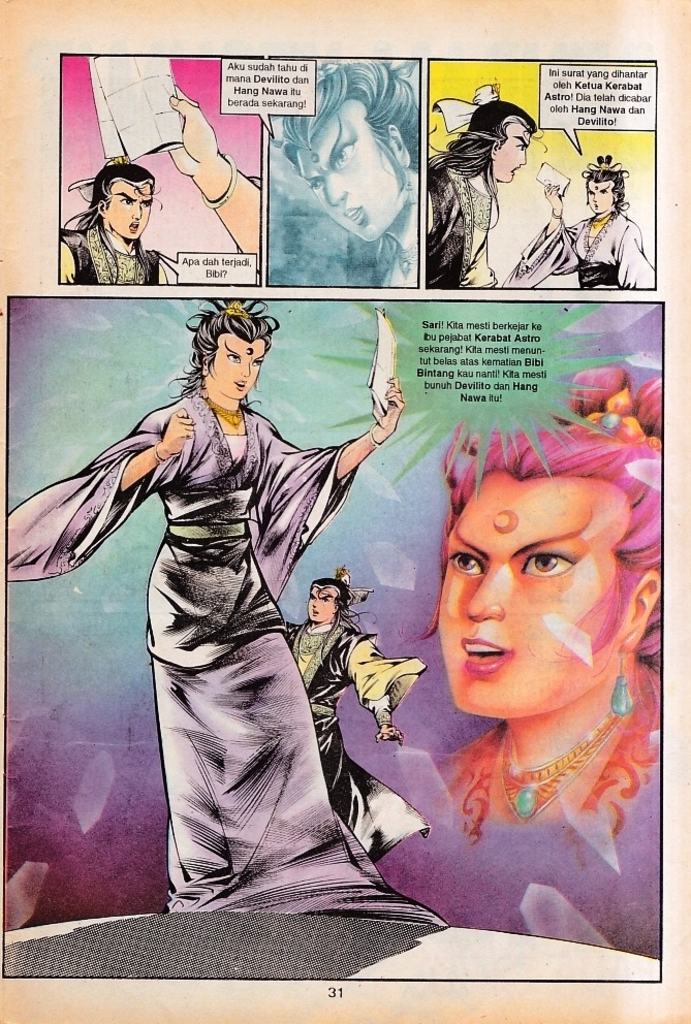 Apa dah terjadi,
Bibi?
Aku sudah tahu di
mana Devilito dan
Hang Nawa itu
berada sekarang!
Ini surat yang dihantar
oleh Ketua Kerabat
Astro! Dia telah dicabar
oleh Hang Nawa dan
Devilito!
Sari! Kita mesti berkejar ke
ibu pejabat Kerabat Astro
sekarang! Kita mesti menun-
tut belas atas kematian Bibi
Bintang kau nanti! Kita mesti
bunuh Devilito dan Hang
Nawa itu!
31